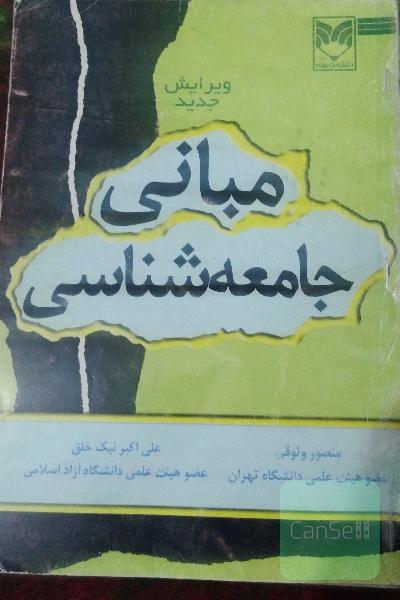 ویرایش
جدید
مبانی
جامعه‌شناسی
منصور وثوقی
عضو هیئت علمی دانشگاه تهران
علی اکبر نیک خلق
عضو هیئت علمی دانشگاه آزاد اسلامی
CanSell